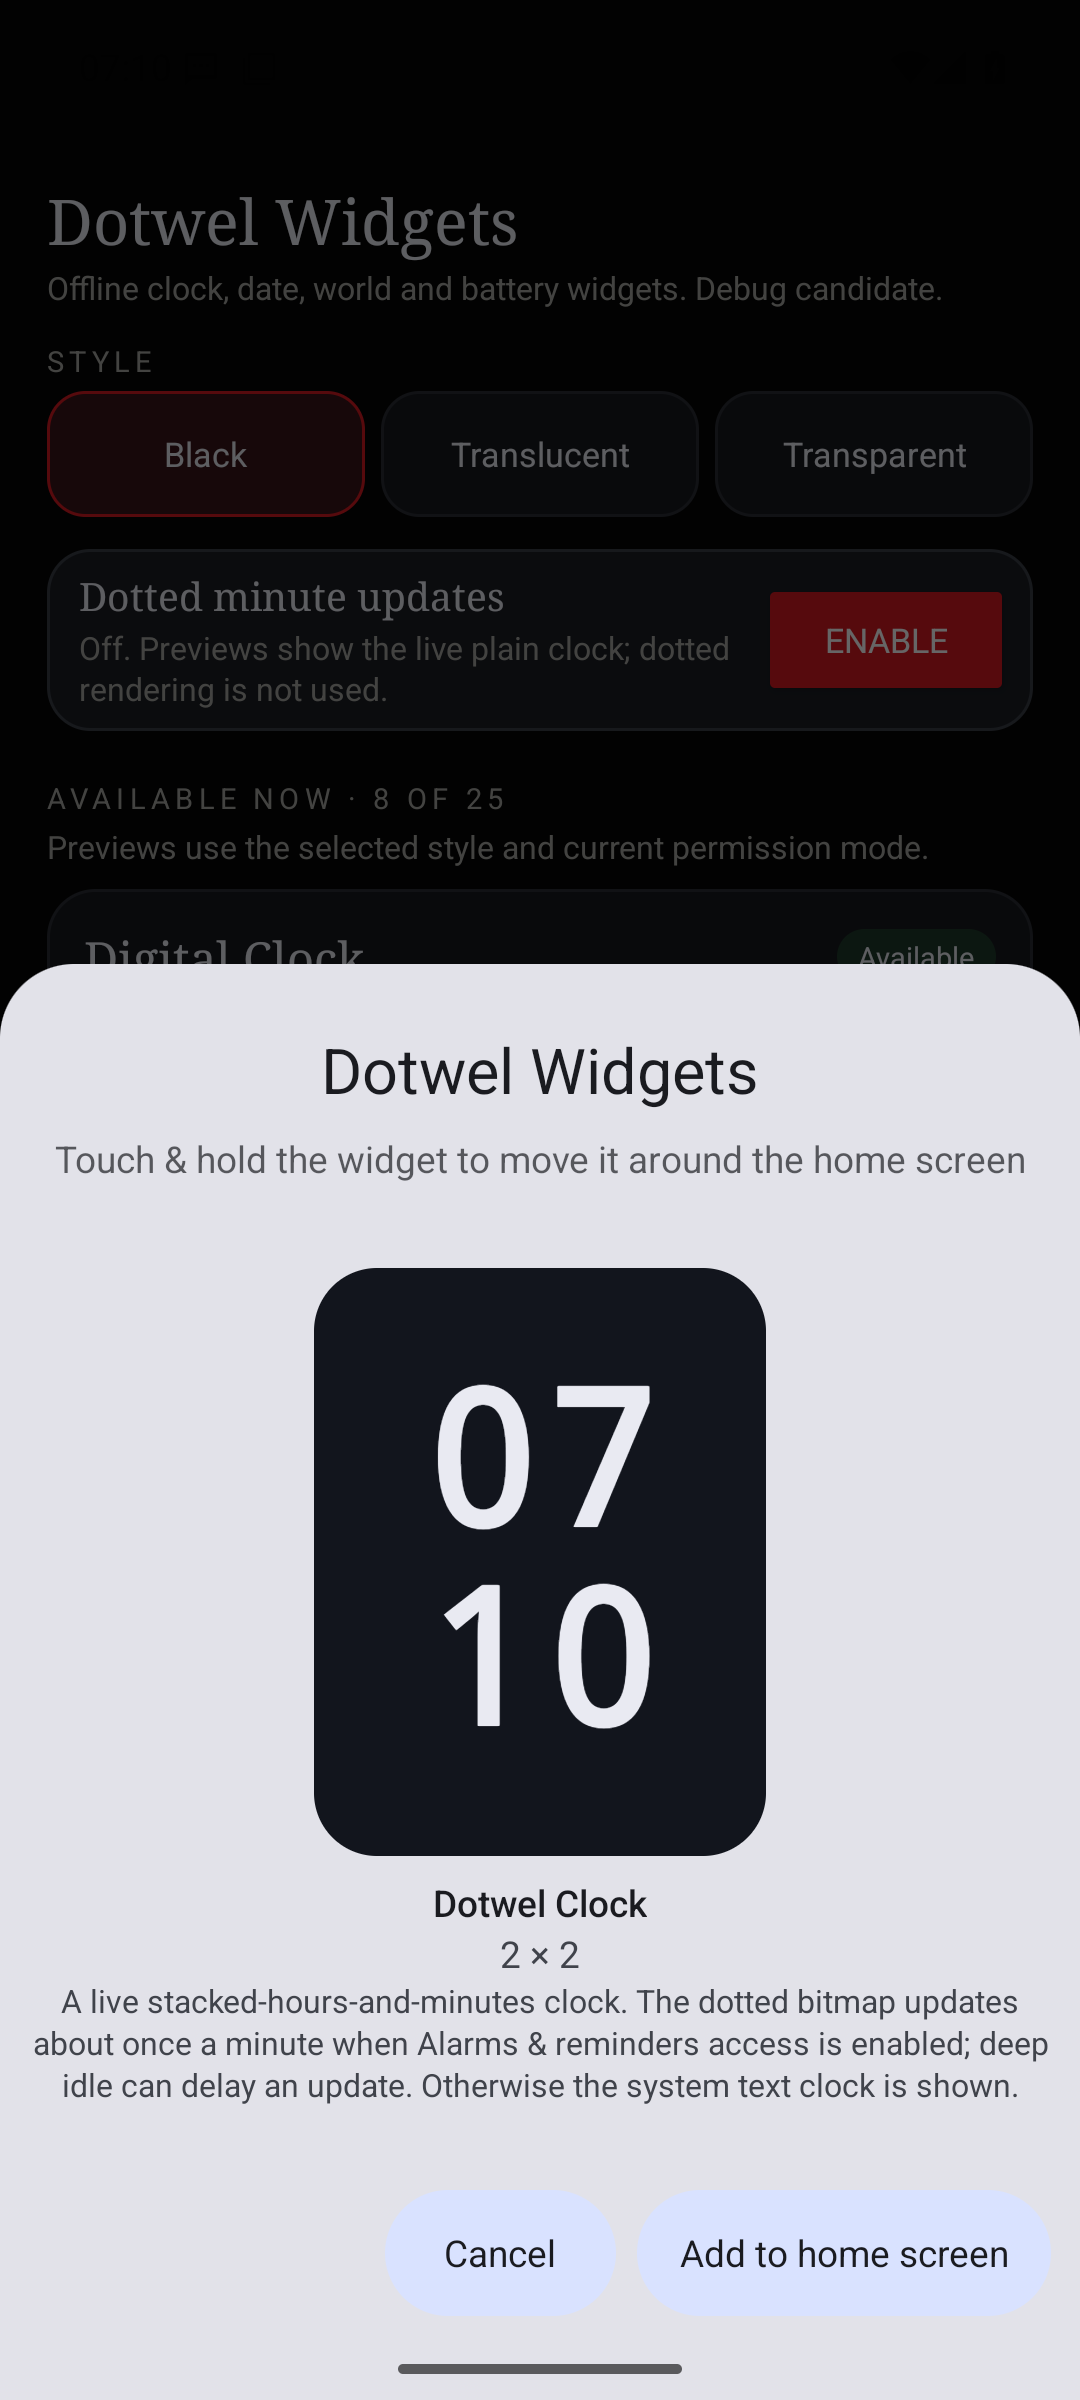 Dotwel Widgets
Offline clock, date, world and battery widgets. Debug candidate.
STYLE
Black
Translucent
Transparent
Dotted minute updates
Off. Previews show the live plain clock; dotted
rendering is not used.
ENABLE
AVAILABLE NOW · 8 OF 25
Previews use the selected style and current permission mode.
Digital Clock
Available
Dotwel Widgets
Touch & hold the widget to move it around the home screen
07
10
Dotwel Clock
2 × 2
A live stacked-hours-and-minutes clock. The dotted bitmap updates
about once a minute when Alarms & reminders access is enabled; deep
idle can delay an update. Otherwise the system text clock is shown.
Cancel
Add to home screen